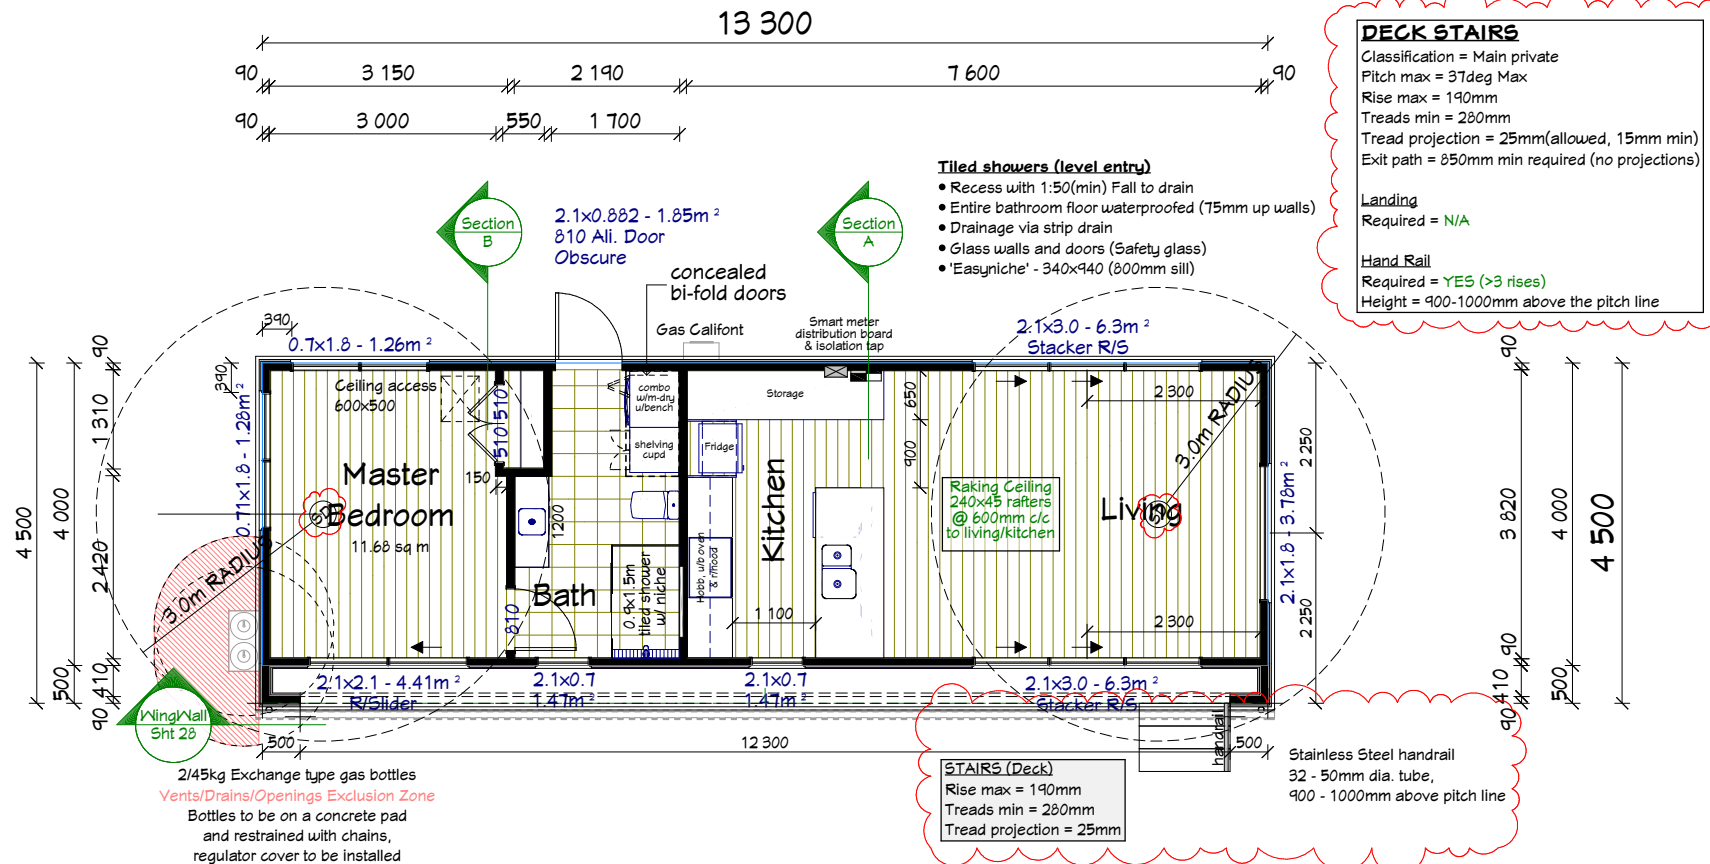 13 300
90
3 150
2 190
7 600
90
90
3 000
550
1 700
DECK STAIRS
Classification = Main private
Pitch max = 37deg Max
Rise max = 190mm
Treads min = 280mm
Tread projection = 25mm(allowed, 15mm min)
Exit path = 850mm min required (no projections)
Landing
Required = N/A
Hand Rail
Required = YES (>3 rises)
Height = 900-1000mm above the pitch line
Tiled showers (level entry)
• Recess with 1:50(min) Fall to drain
• Entire bathroom floor waterproofed (75mm up walls)
• Drainage via strip drain
• Glass walls and doors (Safety glass)
• 'Easyniche' - 340x940 (800mm sill)
Section
B
2.1x0.882 - 1.85m ²
810 Ali. Door
Obscure
Section
A
concealed
bi-fold doors
Gas Califont
Smart meter
distribution board
& isolation tap
2.1x3.0 - 6.3m ²
Stacker R/S
390
0.7x1.8 - 1.26m ²
390
0.71x1.8 - 1.28m ²
90
1 310
2 420
90
410
90
4 000
500
4 500
Ceiling access
600x500
510
510
150
Master
Bedroom
11.68 sq m
SD
3.0m RADIUS
combo
w/m-dry
u/bench
shelving
cupd
1200
Bath
810
0.9x1.5m
tiled shower
w/ niche
Storage
Fridge
650
900
Kitchen
Hobb, u/b oven
& r/hood
1 100
Raking Ceiling
240x45 rafters
@ 600mm c/c
to living/kitchen
Living
SD
3.0m RADIUS
2 300
2 300
2 250
2 250
2.1x1.8 - 3.78m ²
90
3 820
90
410
90
4 000
500
4 500
2.1x2.1 - 4.41m ²
R/Slider
2.1x0.7
1.47m ²
2.1x0.7
1.47m ²
2.1x3.0 - 6.3m ²
Stacker R/S
WingWall
Sht 28
500
12 300
500
handrail
2/45kg Exchange type gas bottles
Vents/Drains/Openings Exclusion Zone
Bottles to be on a concrete pad
and restrained with chains,
regulator cover to be installed
STAIRS (Deck)
Rise max = 190mm
Treads min = 280mm
Tread projection = 25mm
Stainless Steel handrail
32 - 50mm dia. tube,
900 - 1000mm above pitch line